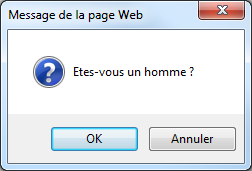 Message de la page Web
Etes-vous un homme ?
OK
Annuler